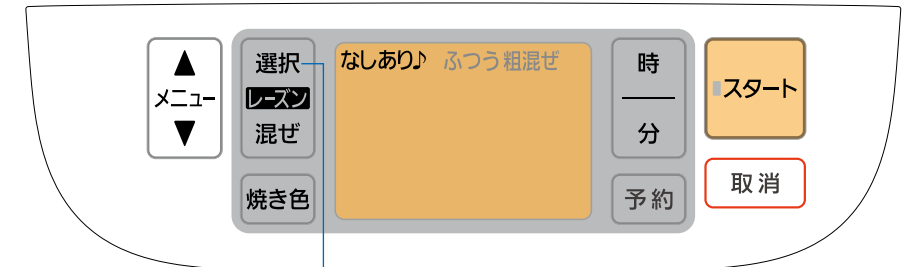 ▲
メニュー
▼
選択
レーズン
混ぜ
焼き色
なしあり♪ ふつう粗混ぜ
時
分
予約
スタート
取消